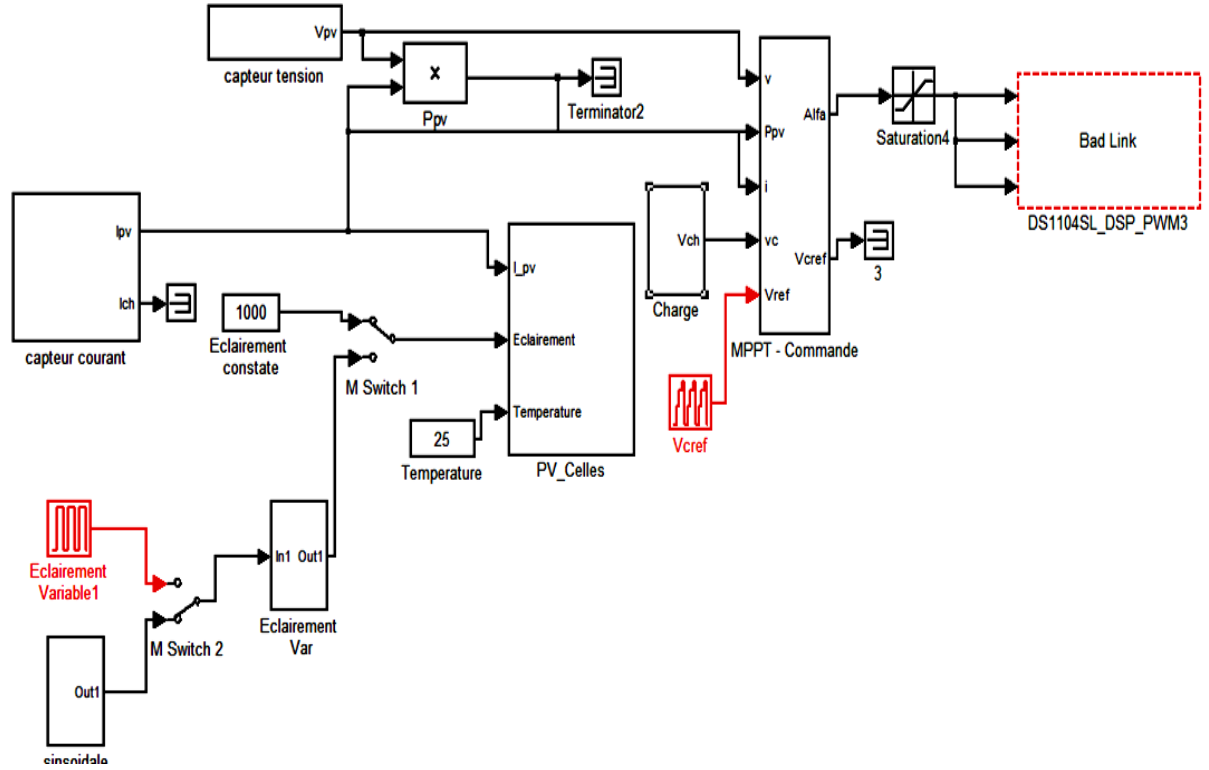 Vpv
capteur tension
x
Ppv
Terminator2
v
Ppv
i
vc
Vref
Alfa
Vcref
MPPT - Commande
Saturation4
Bad Link
DS1104SL_DSP_PWM3
3
Ipv
Ich
capteur courant
Vch
Charge
1000
Eclairement
constate
M Switch 1
I_pv
Eclairement
Temperature
PV_Celles
25
Temperature
Vcref
Eclairement
Variable1
M Switch 2
In1 Out1
Eclairement
Var
Out1
sinsoidale